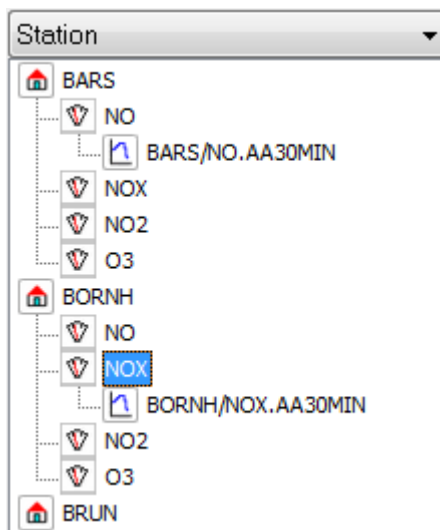 Station
BARS
NO
BARS/NO.AA30MIN
NOX
NO2
O3
BORNH
NO
NOX
BORNH/NOX.AA30MIN
NO2
O3
BRUN